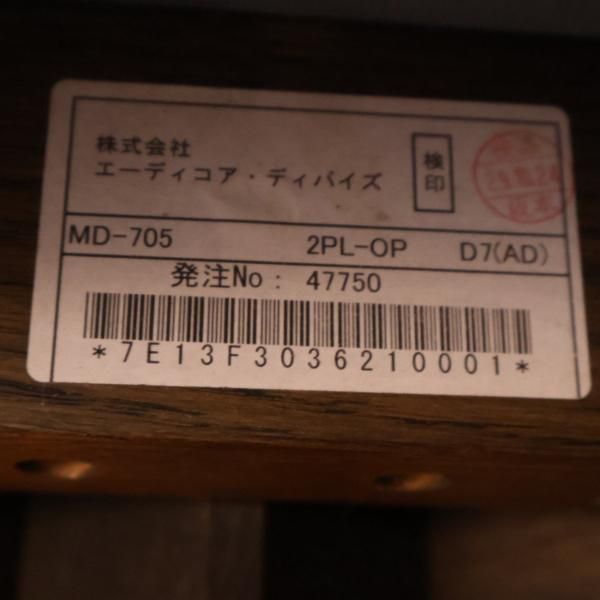 株式会社
エーディコア・ディバイズ
検印
MD-705 2PL-OP D7(AD)
発注No： 47750
*7E13F3036210001*